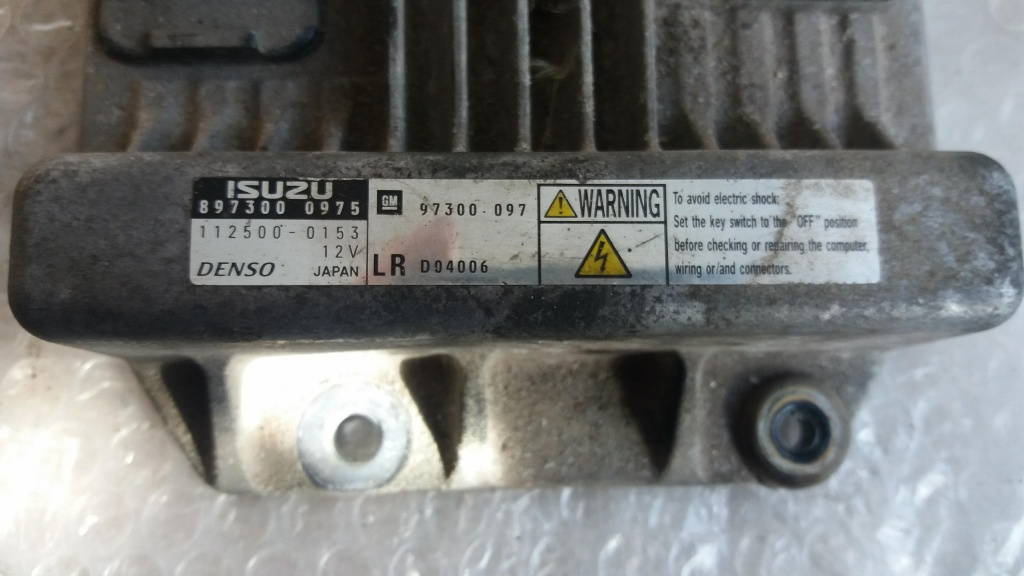 ISUZU
897300 0975
112500-0153
12V
DENSO JAPAN
GM 97300-097
LR D04006
WARNING
To avoid electric shock:
Set the key switch to the "OFF" position
before checking or repairing the computer,
wiring or/and connectors.